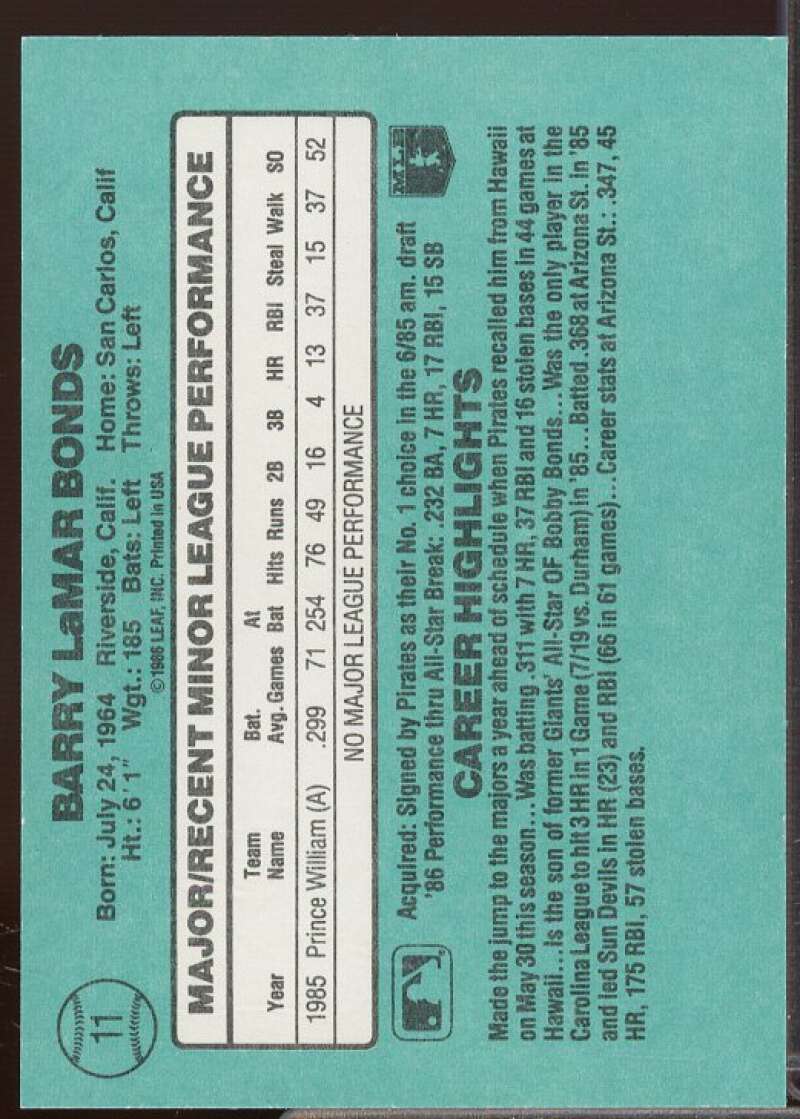 11
BARRY LaMAR BONDS
Born: July 24, 1964 Riverside, Calif. Home: San Carlos, Calif
Ht.: 6'1" Wgt.: 185 Bats: Left Throws: Left
©1986 LEAF, INC. Printed in USA
MAJOR/RECENT MINOR LEAGUE PERFORMANCE
Team Bat. At
Year Name Avg. Games Bat Hits Runs 2B 3B HR RBI Steal Walk SO
1985 Prince William (A) .299 71 254 76 49 16 4 13 37 15 37 52
NO MAJOR LEAGUE PERFORMANCE
Acquired: Signed by Pirates as their No. 1 choice in the 6/85 am. draft
'86 Performance thru All-Star Break: .232 BA, 7 HR, 17 RBI, 15 SB
MLB
CAREER HIGHLIGHTS
Made the jump to the majors a year ahead of schedule when Pirates recalled him from Hawaii
on May 30 this season...Was batting .311 with 7 HR, 37 RBI and 16 stolen bases in 44 games at
Hawaii...Is the son of former Giants' All-Star OF Bobby Bonds...Was the only player in the
Carolina League to hit 3 HR in 1 Game (7/19 vs. Durham) in '85...Batted .368 at Arizona St. in '85
and led Sun Devils in HR (23) and RBI (66 in 61 games)...Career stats at Arizona St.: .347, 45
HR, 175 RBI, 57 stolen bases.